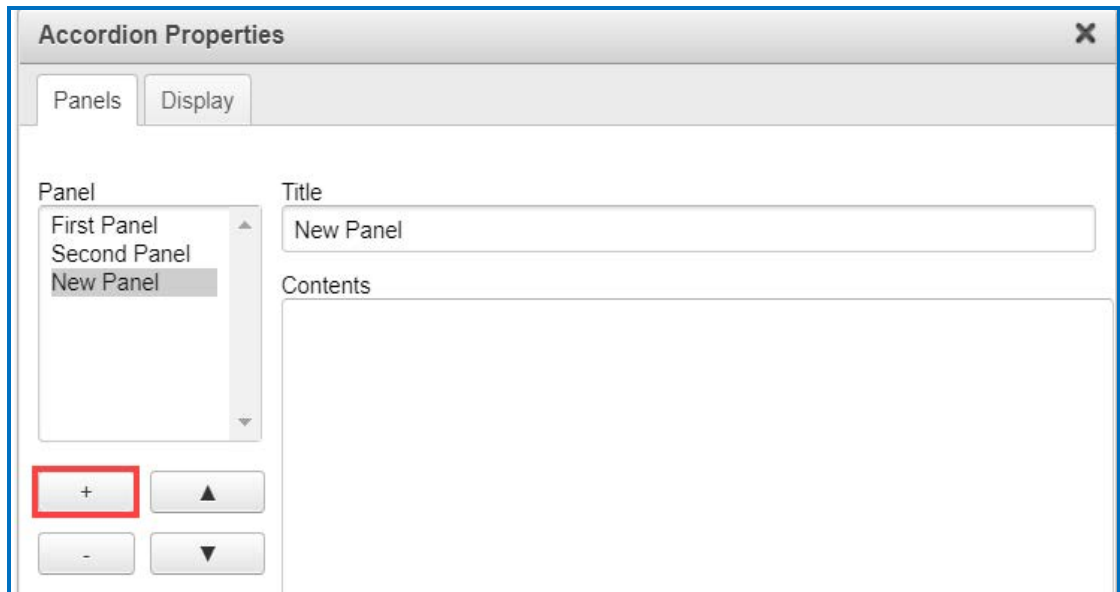 Accordion Properties
Panels
Display
Panel
First Panel
Second Panel
New Panel
Title
New Panel
Contents
+
-